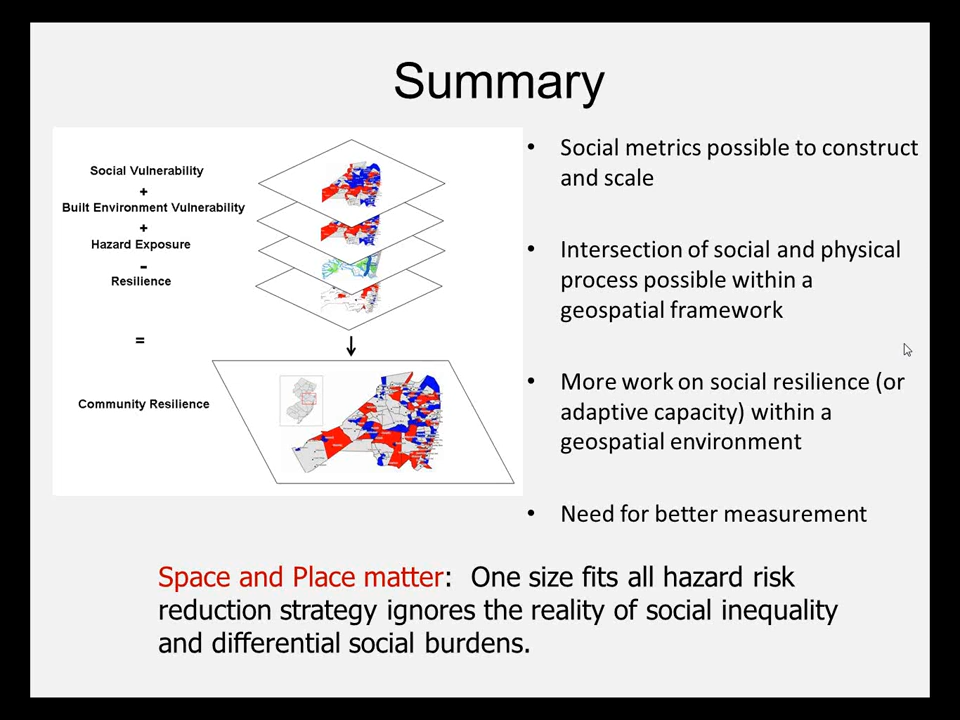 Summary
Social Vulnerability
+
Built Environment Vulnerability
+
Hazard Exposure
-
Resilience
=
Community Resilience
• Social metrics possible to construct
and scale
• Intersection of social and physical
process possible within a
geospatial framework
• More work on social resilience (or
adaptive capacity) within a
geospatial environment
• Need for better measurement
Space and Place matter: One size fits all hazard risk
reduction strategy ignores the reality of social inequality
and differential social burdens.